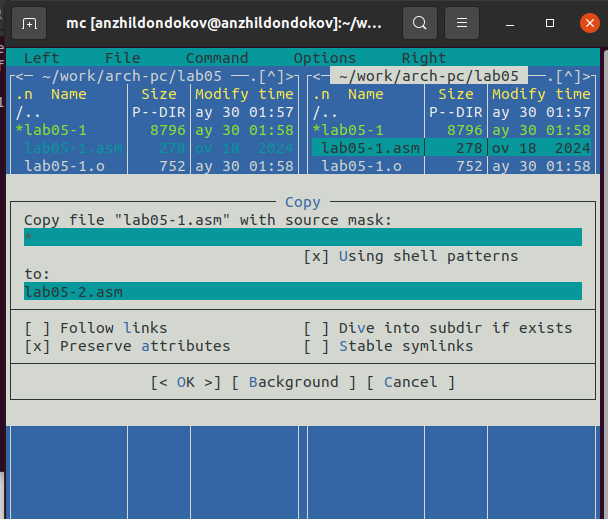 mc [anzhildondokov@anzhildondokov]:~/w...
Left File Command Options Right
<─ ~/work/arch-pc/lab05 ──.[^]> <─ ~/work/arch-pc/lab05 ──.[^]>
.n Name Size Modify time .n Name Size Modify time
/.. P--DIR ay 30 01:57 /.. P--DIR ay 30 01:57
*lab05-1 8796 ay 30 01:58 *lab05-1 8796 ay 30 01:58
lab05-1.asm 278 ov 18 2024 lab05-1.asm 278 ov 18 2024
lab05-1.o 752 ay 30 01:58 lab05-1.o 752 ay 30 01:58
Copy
Copy file "lab05-1.asm" with source mask:
*
[x] Using shell patterns
to:
lab05-2.asm
[ ] Follow links [ ] Dive into subdir if exists
[x] Preserve attributes [ ] Stable symlinks
[< OK >] [ Background ] [ Cancel ]